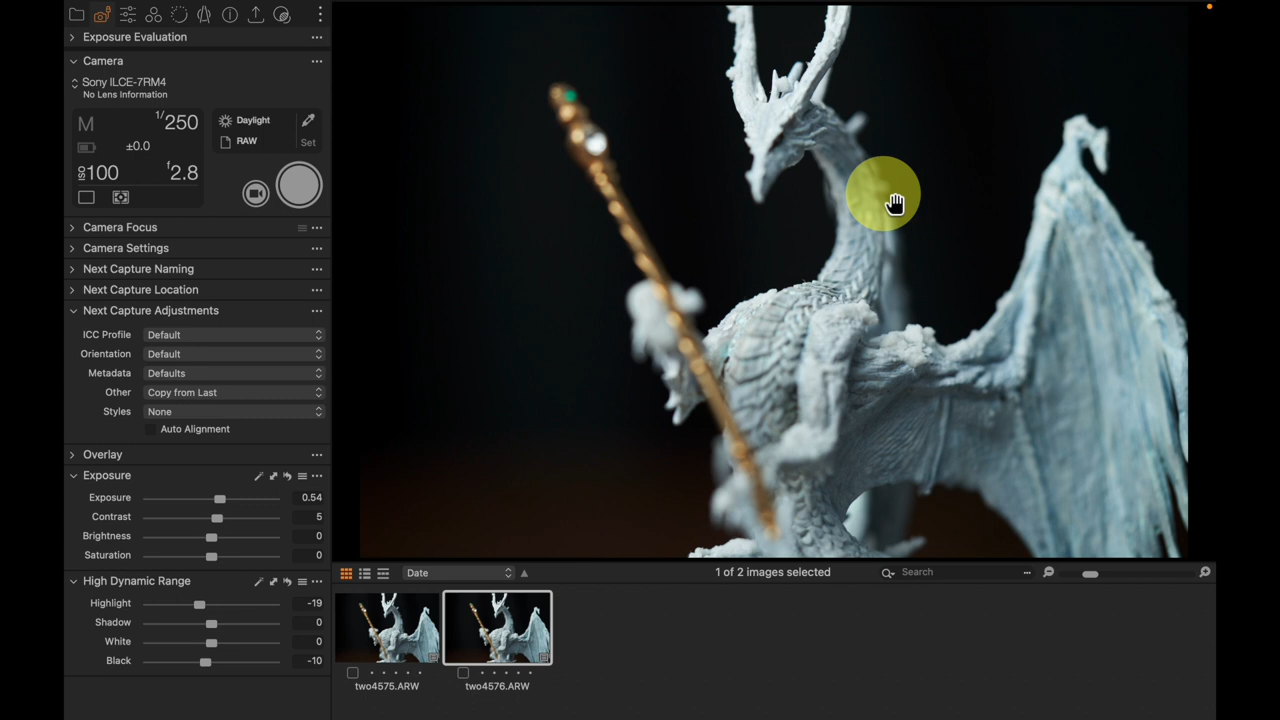 Exposure Evaluation
Camera
Sony ILCE-7RM4
No Lens Information
M
1/250
±0.0
ISO100
f2.8
Daylight
RAW
Set
Camera Focus
Camera Settings
Next Capture Naming
Next Capture Location
Next Capture Adjustments
ICC Profile Default
Orientation Default
Metadata Defaults
Other Copy from Last
Styles None
Auto Alignment
Overlay
Exposure
Exposure 0.54
Contrast 5
Brightness 0
Saturation 0
High Dynamic Range
Highlight -19
Shadow 0
White 0
Black -10
Date
1 of 2 images selected
Search
two4575.ARW
two4576.ARW